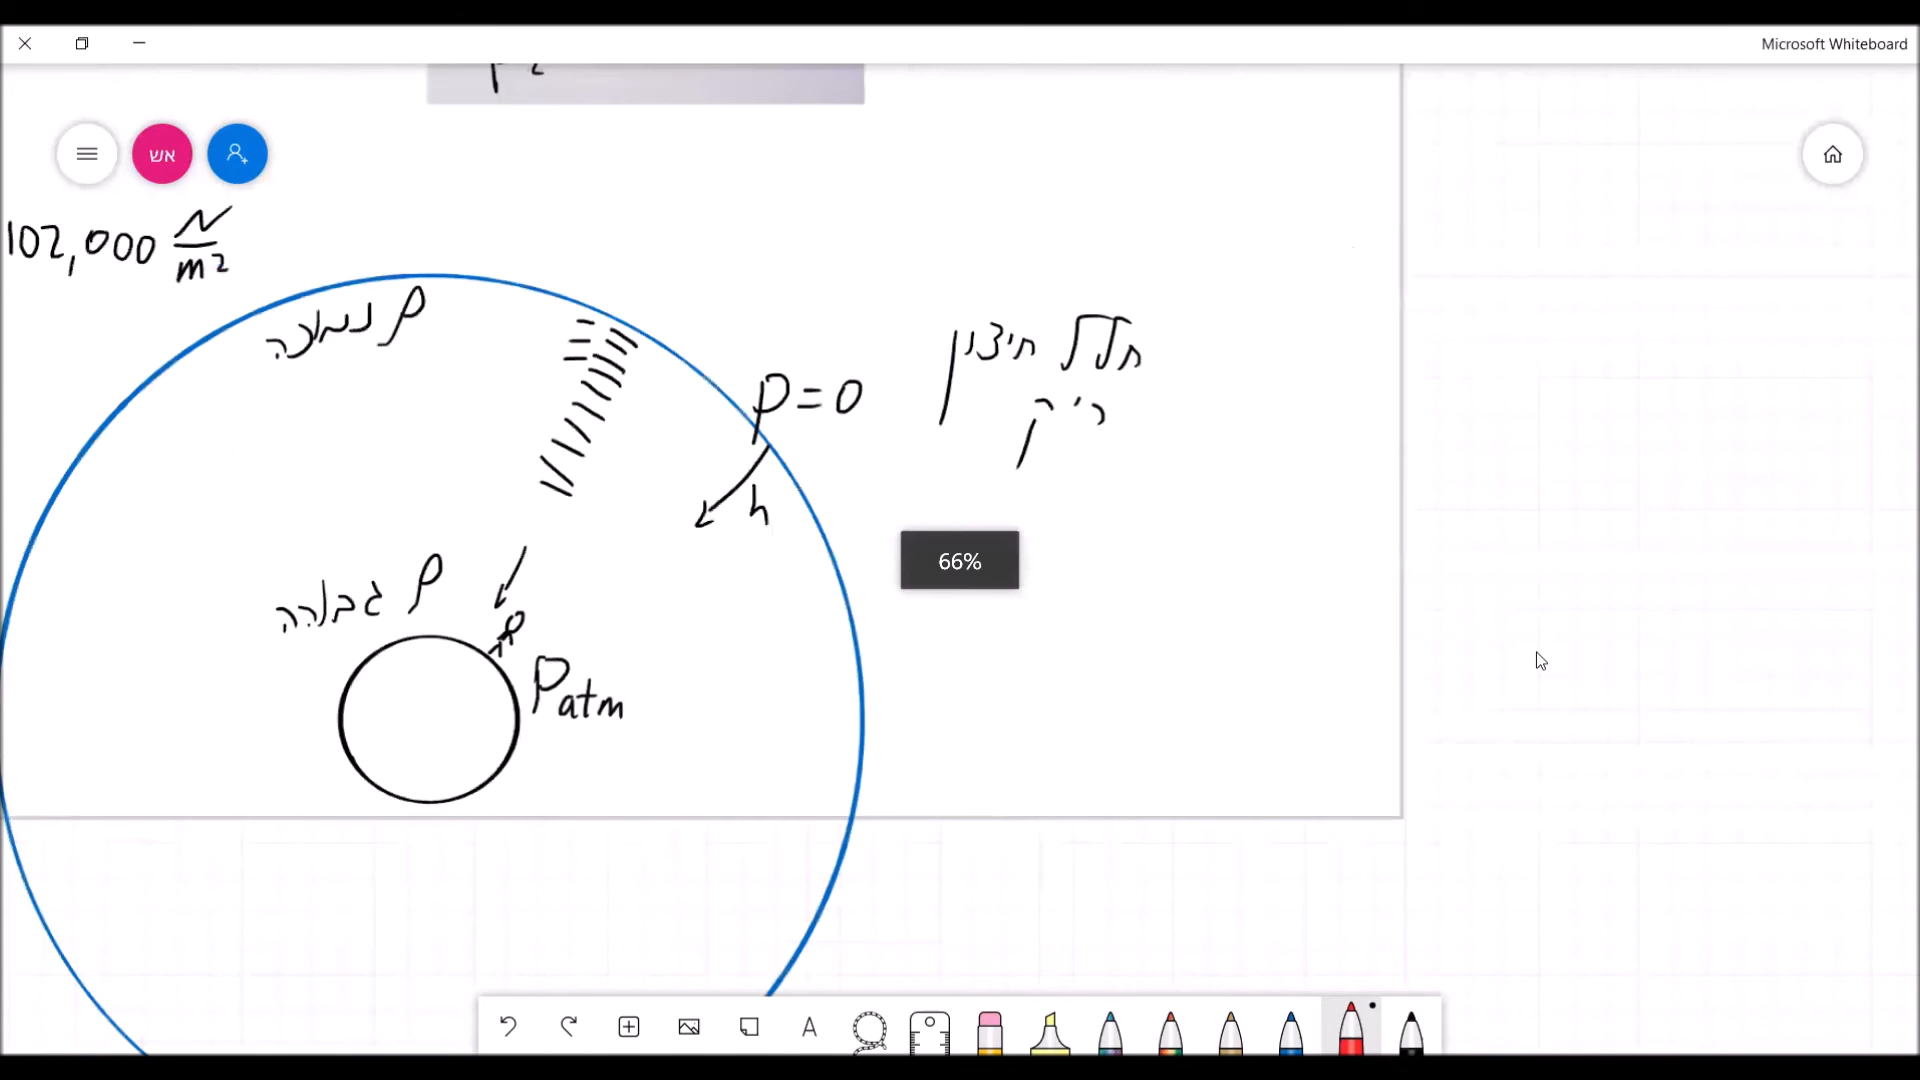 Microsoft Whiteboard
אש
102,000 N/m²
ρ נמוכה
P=0
חלל חיצון
ריק
h
66%
ρ גבוהה
Patm
A